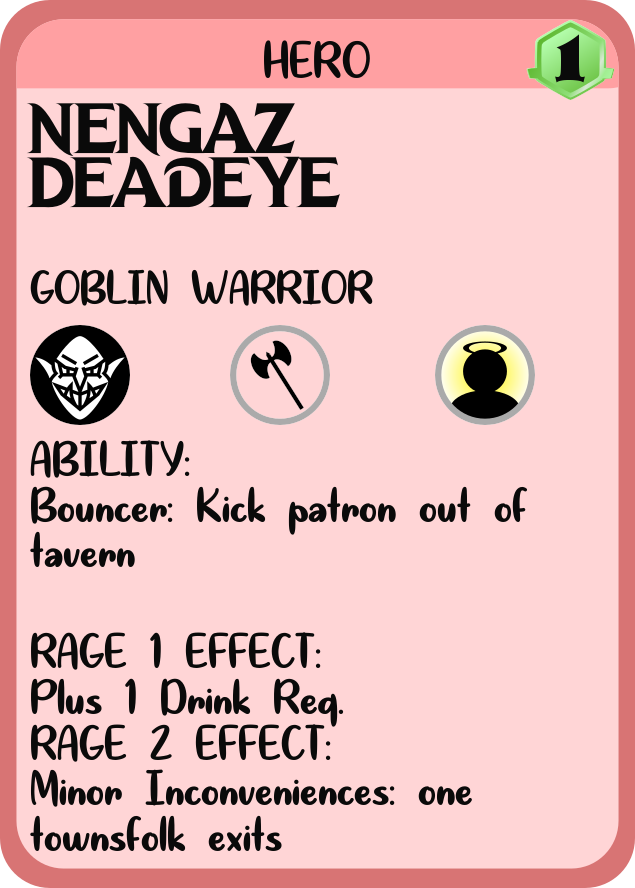 HERO
1
NENGAZ
DEADEYE
GOBLIN WARRIOR
ABILITY:
Bouncer: Kick patron out of
tavern
RAGE 1 EFFECT:
Plus 1 Drink Req.
RAGE 2 EFFECT:
Minor Inconveniences: one
townsfolk exits